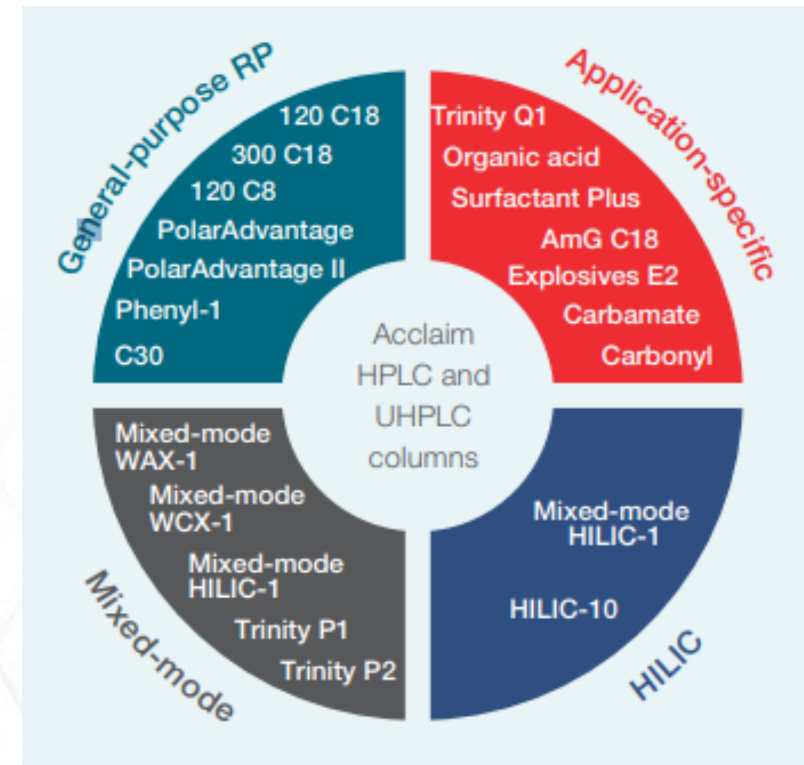 General-purpose RP
120 C18
300 C18
120 C8
PolarAdvantage
PolarAdvantage II
Phenyl-1
C30
Application-specific
Trinity Q1
Organic acid
Surfactant Plus
AmG C18
Explosives E2
Carbamate
Carbonyl
Acclaim
HPLC and
UHPLC
columns
Mixed-mode
WAX-1
Mixed-mode
WCX-1
Mixed-mode
HILIC-1
Trinity P1
Trinity P2
Mixed-mode
Mixed-mode
HILIC-1
HILIC-10
HILIC